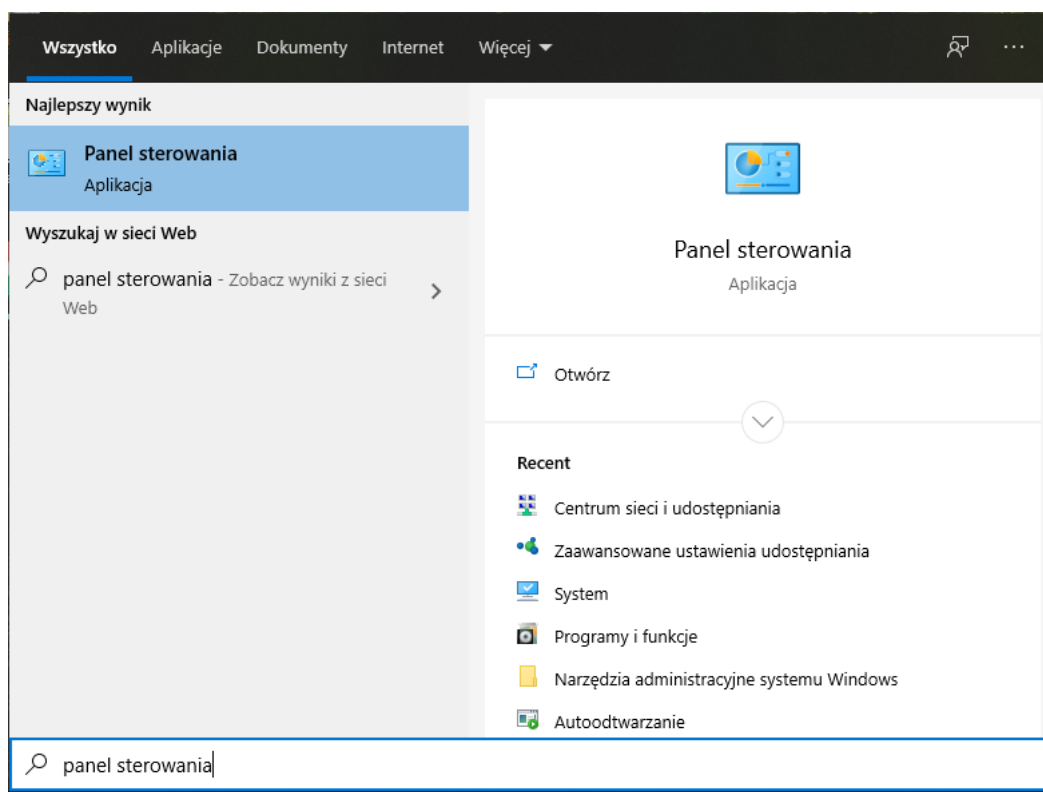 Wszystko Aplikacje Dokumenty Internet Więcej
Najlepszy wynik
Panel sterowania
Aplikacja
Wyszukaj w sieci Web
panel sterowania - Zobacz wyniki z sieci
Web
Panel sterowania
Aplikacja
Otwórz
Recent
Centrum sieci i udostępniania
Zaawansowane ustawienia udostępniania
System
Programy i funkcje
Narzędzia administracyjne systemu Windows
Autoodtwarzanie
panel sterowania